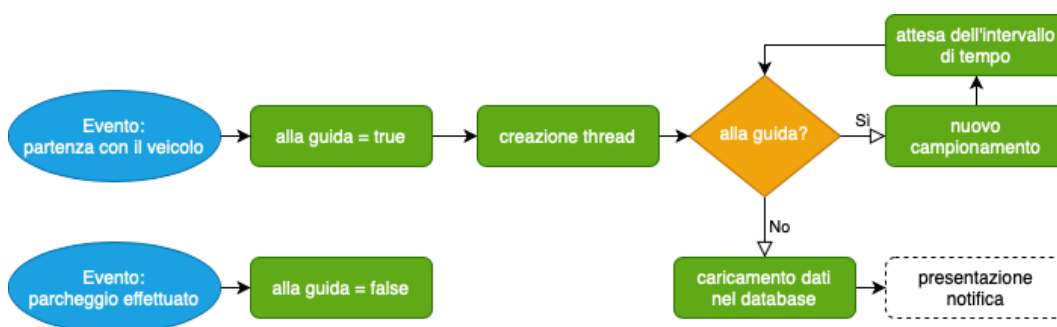 attesa dell'intervallo
di tempo
Evento:
partenza con il veicolo
alla guida = true
creazione thread
alla guida?
Sì
nuovo
campionamento
No
Evento:
parcheggio effettuato
alla guida = false
caricamento dati
nel database
presentazione
notifica